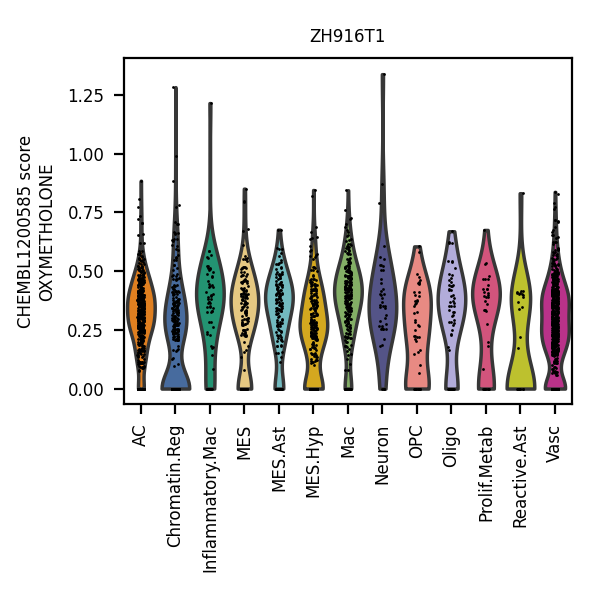 ZH916T1
CHEMBL1200585 score
OXYMETHOLONE
1.25
1.00
0.75
0.50
0.25
0.00
AC
Chromatin.Reg
Inflammatory.Mac
MES
MES.Ast
MES.Hyp
Mac
Neuron
OPC
Oligo
Prolif.Metab
Reactive.Ast
Vasc